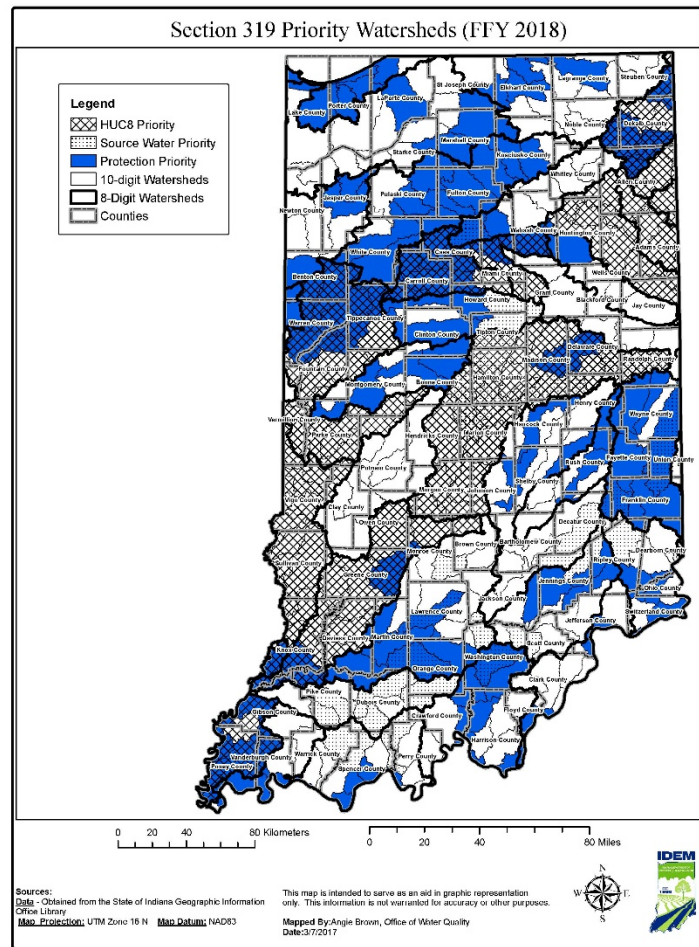 Section 319 Priority Watersheds (FFY 2018)
Legend
HUC8 Priority
Source Water Priority
Protection Priority
10-digit Watersheds
8-Digit Watersheds
Counties
Steuben County
Lagrange County
Elkhart County
St Joseph County
LaPorte County
Porter County
Lake County
Noble County
DeKalb County
Marshall County
Starke County
Kosciusko County
Whitley County
Allen County
Jasper County
Pulaski County
Fulton County
Newton County
Wabash County
Huntington County
White County
Cass County
Miami County
Adams County
Wells County
Benton County
Carroll County
Grant County
Blackford County
Jay County
Howard County
Tippecanoe County
Warren County
Clinton County
Tipton County
Delaware County
Madison County
Randolph County
Fountain County
Montgomery County
Boone County
Hamilton County
Henry County
Wayne County
Vermillion County
Parke County
Hendricks County
Marion County
Hancock County
Putnam County
Rush County
Fayette County
Union County
Shelby County
Vigo County
Clay County
Morgan County
Johnson County
Franklin County
Owen County
Decatur County
Brown County
Bartholomew County
Monroe County
Dearborn County
Ripley County
Sullivan County
Greene County
Jennings County
Ohio County
Jackson County
Switzerland County
Lawrence County
Jefferson County
Daviess County
Martin County
Scott County
Knox County
Orange County
Washington County
Clark County
Pike County
Dubois County
Gibson County
Crawford County
Floyd County
Harrison County
Warrick County
Vanderburgh County
Posey County
Perry County
Spencer County
0 20 40 80 Kilometers
0 20 40 80 Miles
Sources:
Data - Obtained from the State of Indiana Geographic Information
Office Library
Map Projection: UTM Zone 16 N Map Datum: NAD83
This map is intended to serve as an aid in graphic representation
only. This information is not warranted for accuracy or other purposes.
Mapped By:Angie Brown, Office of Water Quality
Date:3/7/2017
N
W
E
S
IDEM